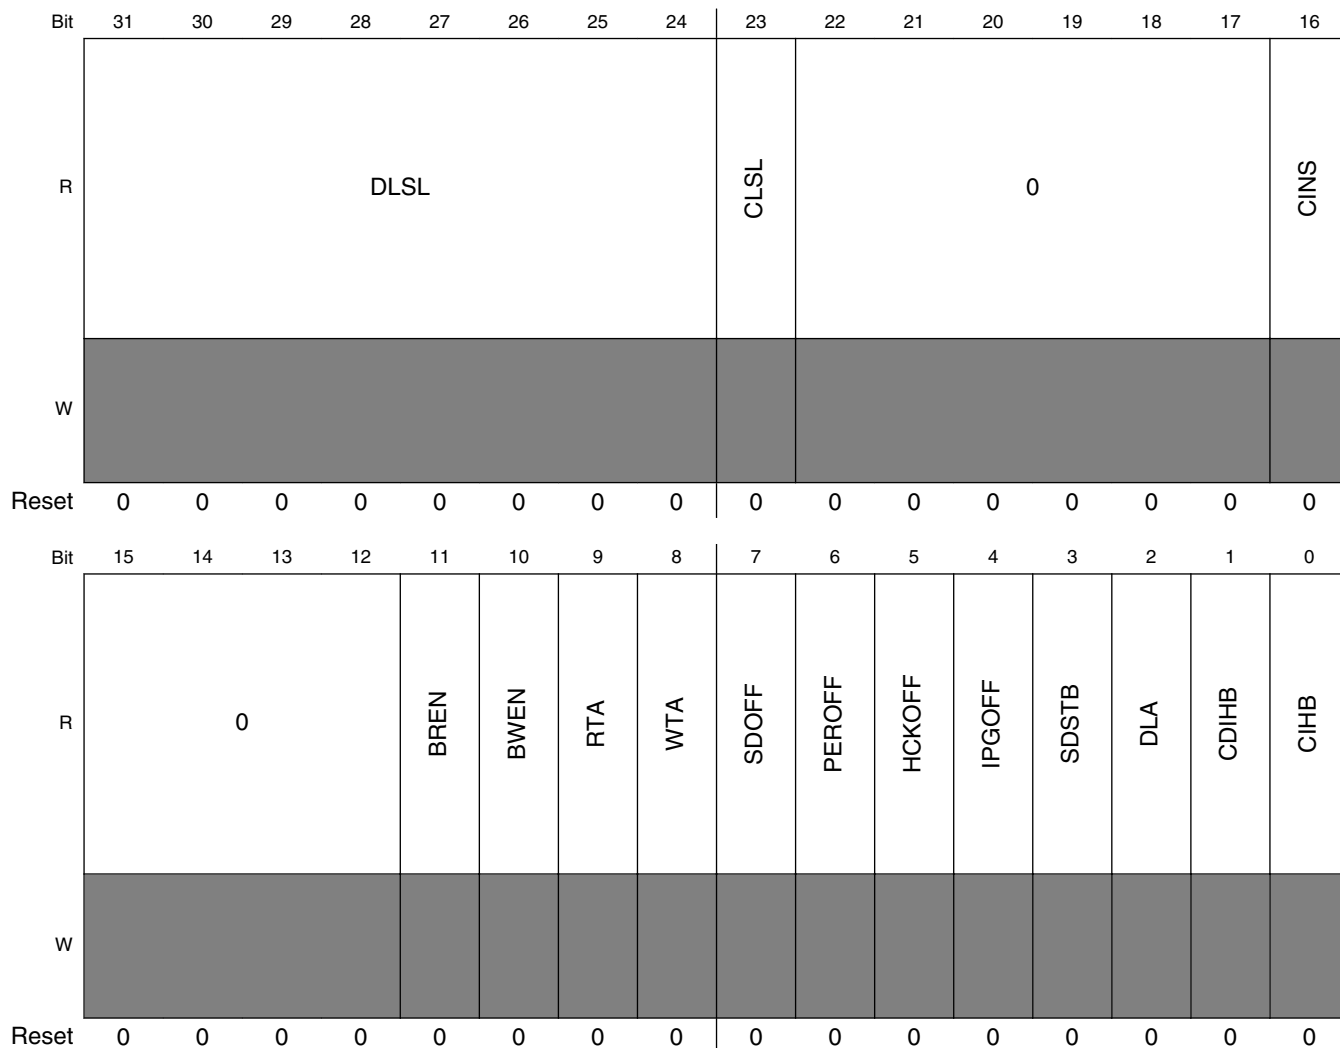 Bit 31 30 29 28 27 26 25 24 23 22 21 20 19 18 17 16
R DLSL CLSL 0 CINS
W
Reset 0 0 0 0 0 0 0 0 0 0 0 0 0 0 0 0
Bit 15 14 13 12 11 10 9 8 7 6 5 4 3 2 1 0
R 0 BREN BWEN RTA WTA SDOFF PEROFF HCKOFF IPGOFF SDSTB DLA CDIHB CIHB
W
Reset 0 0 0 0 0 0 0 0 0 0 0 0 0 0 0 0